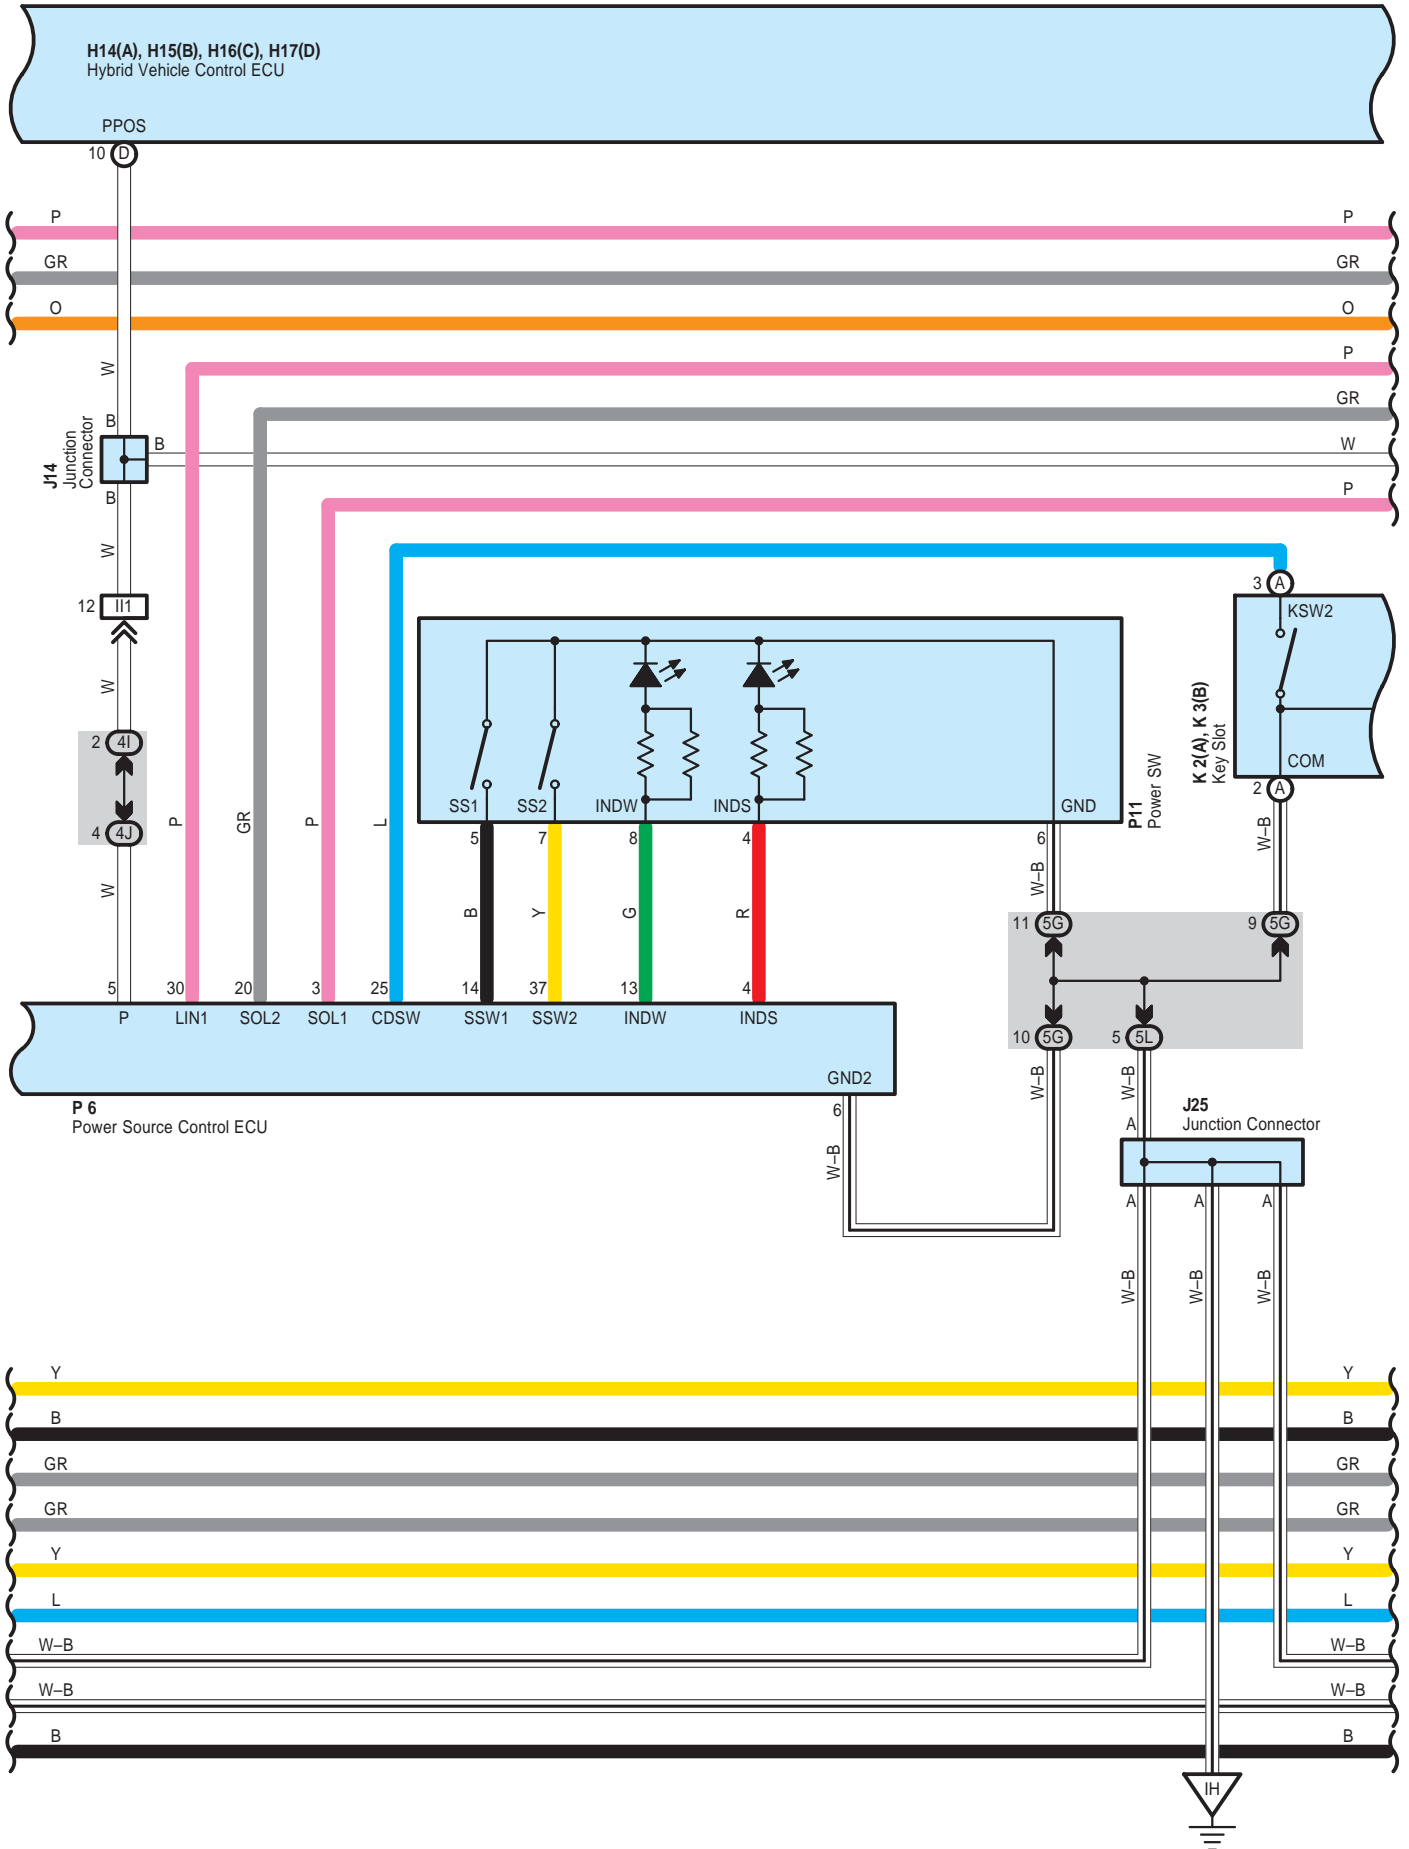 H14(A), H15(B), H16(C), H17(D)
Hybrid Vehicle Control ECU
PPOS
10 D
P P
GR GR
O O
W P
B GR
J14
Junction
Connector
B W
B P
W
3 A
12 II1
KSW2
W
K 2(A), K 3(B)
Key Slot
2 4I
COM
2 A
SS1 SS2 INDW INDS GND
P11
Power SW
4 4J P GR P L
5 7 8 4 6
W–B
W B Y G R W–B
11 5G 9 5G
5 30 20 3 25 14 37 13 4
P LIN1 SOL2 SOL1 CDSW SSW1 SSW2 INDW INDS
10 5G 5 5L
GND2
W–B W–B
P 6
Power Source Control ECU
6
J25
Junction Connector
A
W–B
A A A
W–B W–B W–B
Y Y
B B
GR GR
GR GR
Y Y
L L
W–B W–B
W–B W–B
B B
IH